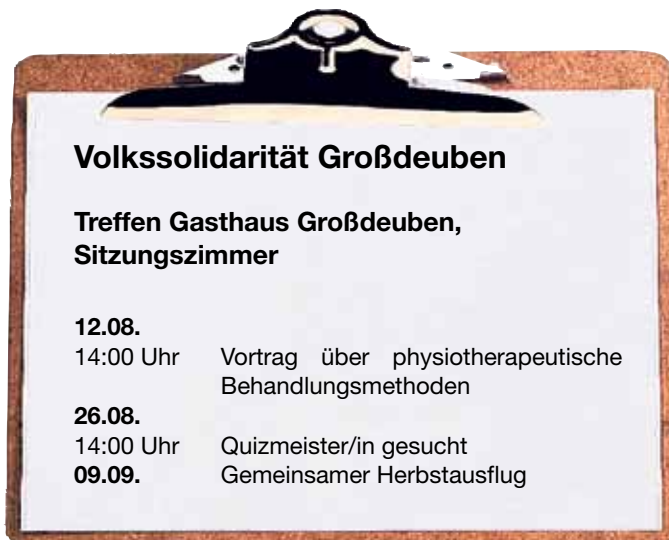 Volkssolidarität Großdeuben
Treffen Gasthaus Großdeuben,
Sitzungszimmer
12.08.
14:00 Uhr Vortrag über physiotherapeutische
Behandlungsmethoden
26.08.
14:00 Uhr Quizmeister/in gesucht
09.09. Gemeinsamer Herbstausflug